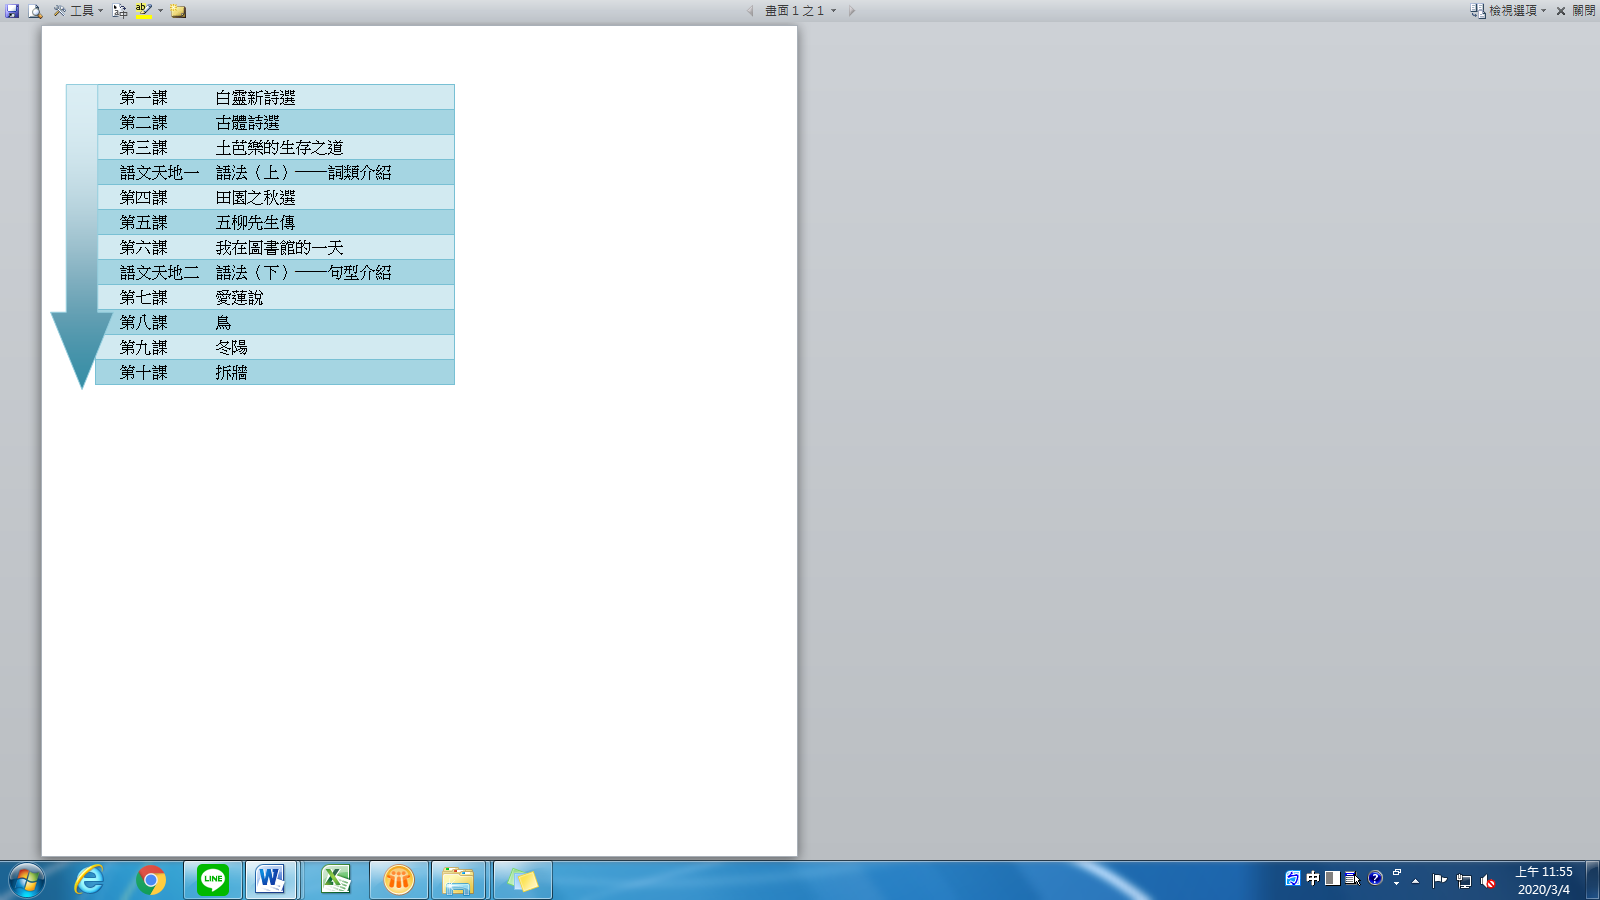 工具
畫面 1 之 1
檢視選項
關閉
第一課 白靈新詩選
第二課 古體詩選
第三課 土芭樂的生存之道
語文天地一 語法（上）──詞類介紹
第四課 田園之秋選
第五課 五柳先生傳
第六課 我在圖書館的一天
語文天地二 語法（下）──句型介紹
第七課 愛蓮說
第八課 鳥
第九課 冬陽
第十課 拆牆
LINE
中
上午 11:55
2020/3/4